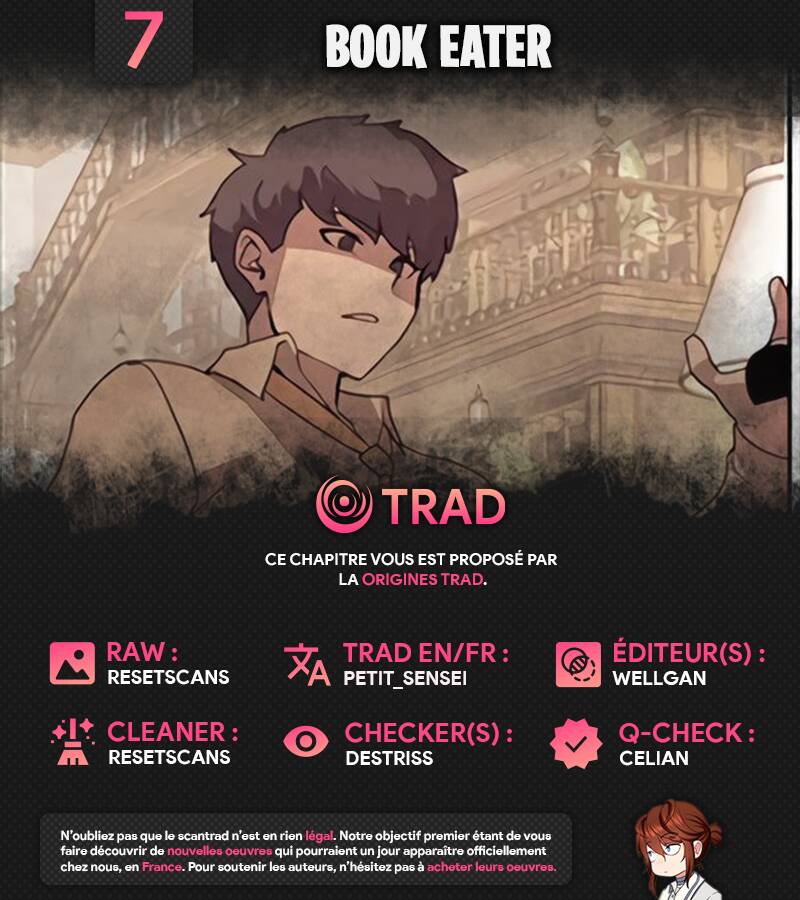 7
BOOK EATER
TRAD
CE CHAPITRE VOUS EST PROPOSÉ PAR
LA ORIGINES TRAD.
RAW :
RESETSCANS
TRAD EN/FR :
PETIT_SENSEI
ÉDITEUR(S) :
WELLGAN
CLEANER :
RESETSCANS
CHECKER(S) :
DESTRISS
Q-CHECK :
CELIAN
N'oubliez pas que le scantrad n'est en rien légal. Notre objectif premier étant de vous
faire découvrir de nouvelles oeuvres qui pourraient un jour apparaître officiellement
chez nous, en France. Pour soutenir les auteurs, n'hésitez pas à acheter leurs oeuvres.